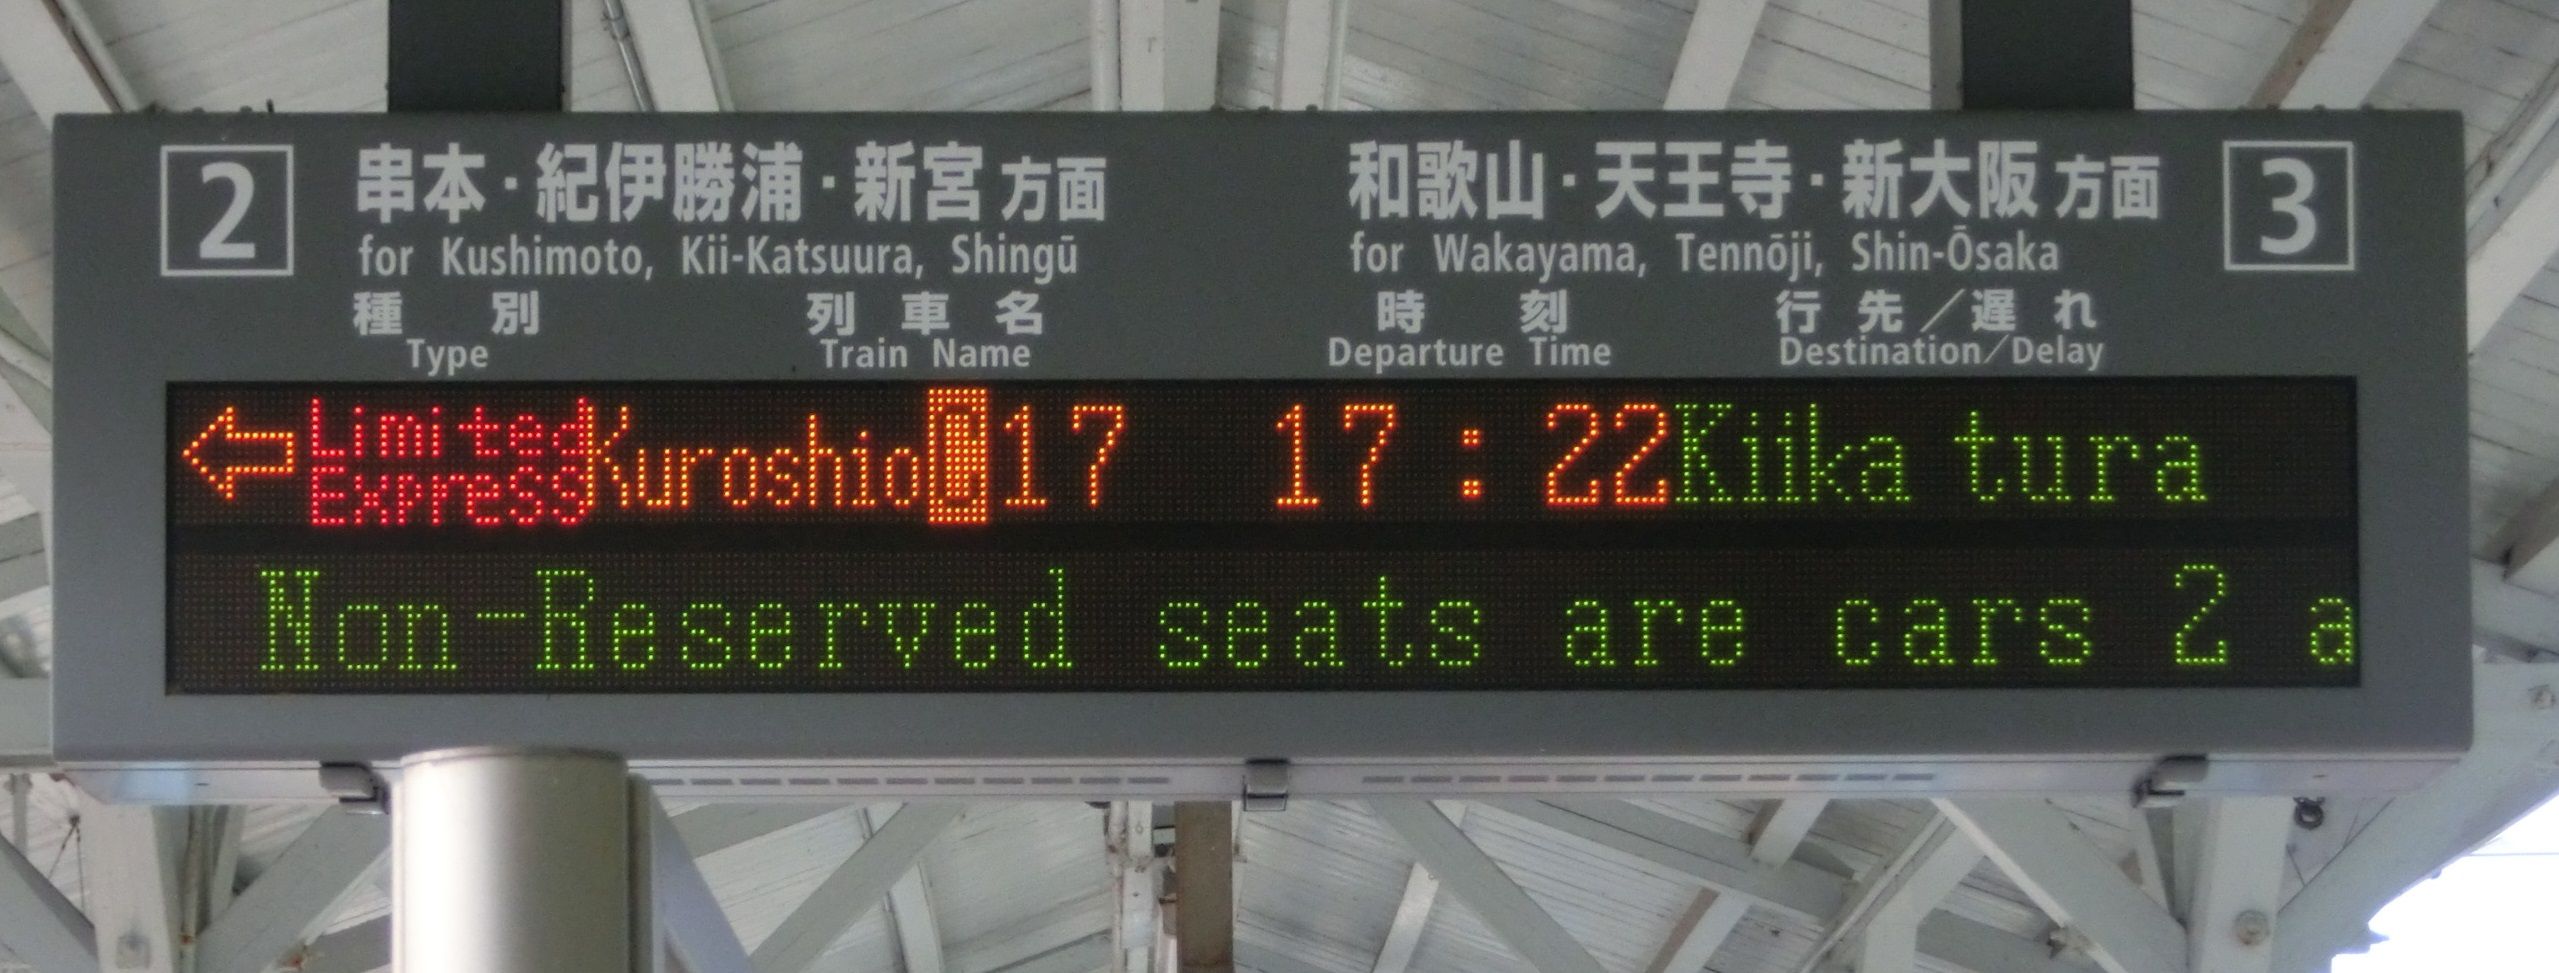 2 串本・紀伊勝浦・新宮方面 和歌山・天王寺・新大阪方面 3
for Kushimoto, Kii-Katsuura, Shingū for Wakayama, Tennōji, Shin-Ōsaka
種別 列車名 時刻 行先／遅れ
Type Train Name Departure Time Destination/Delay
← Limited Express Kuroshio 17 17:22 Kiikatura
Non-Reserved seats are cars 2 a